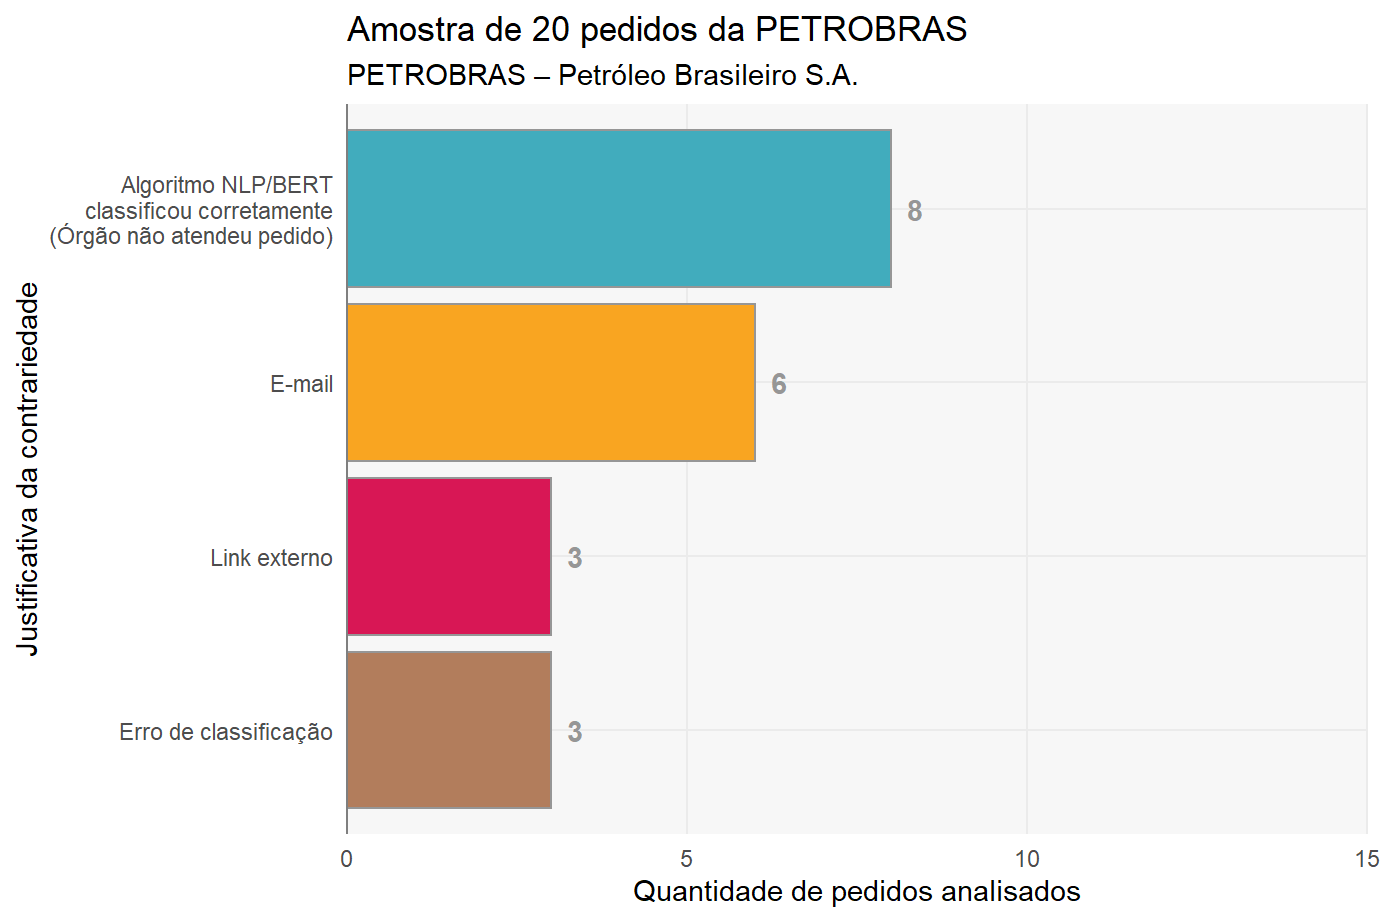 Amostra de 20 pedidos da PETROBRAS
PETROBRAS – Petróleo Brasileiro S.A.
Justificativa da contrariedade
Algoritmo NLP/BERT
classificou corretamente
(Órgão não atendeu pedido)
8
E-mail
6
Link externo
3
Erro de classificação
3
0
5
10
15
Quantidade de pedidos analisados